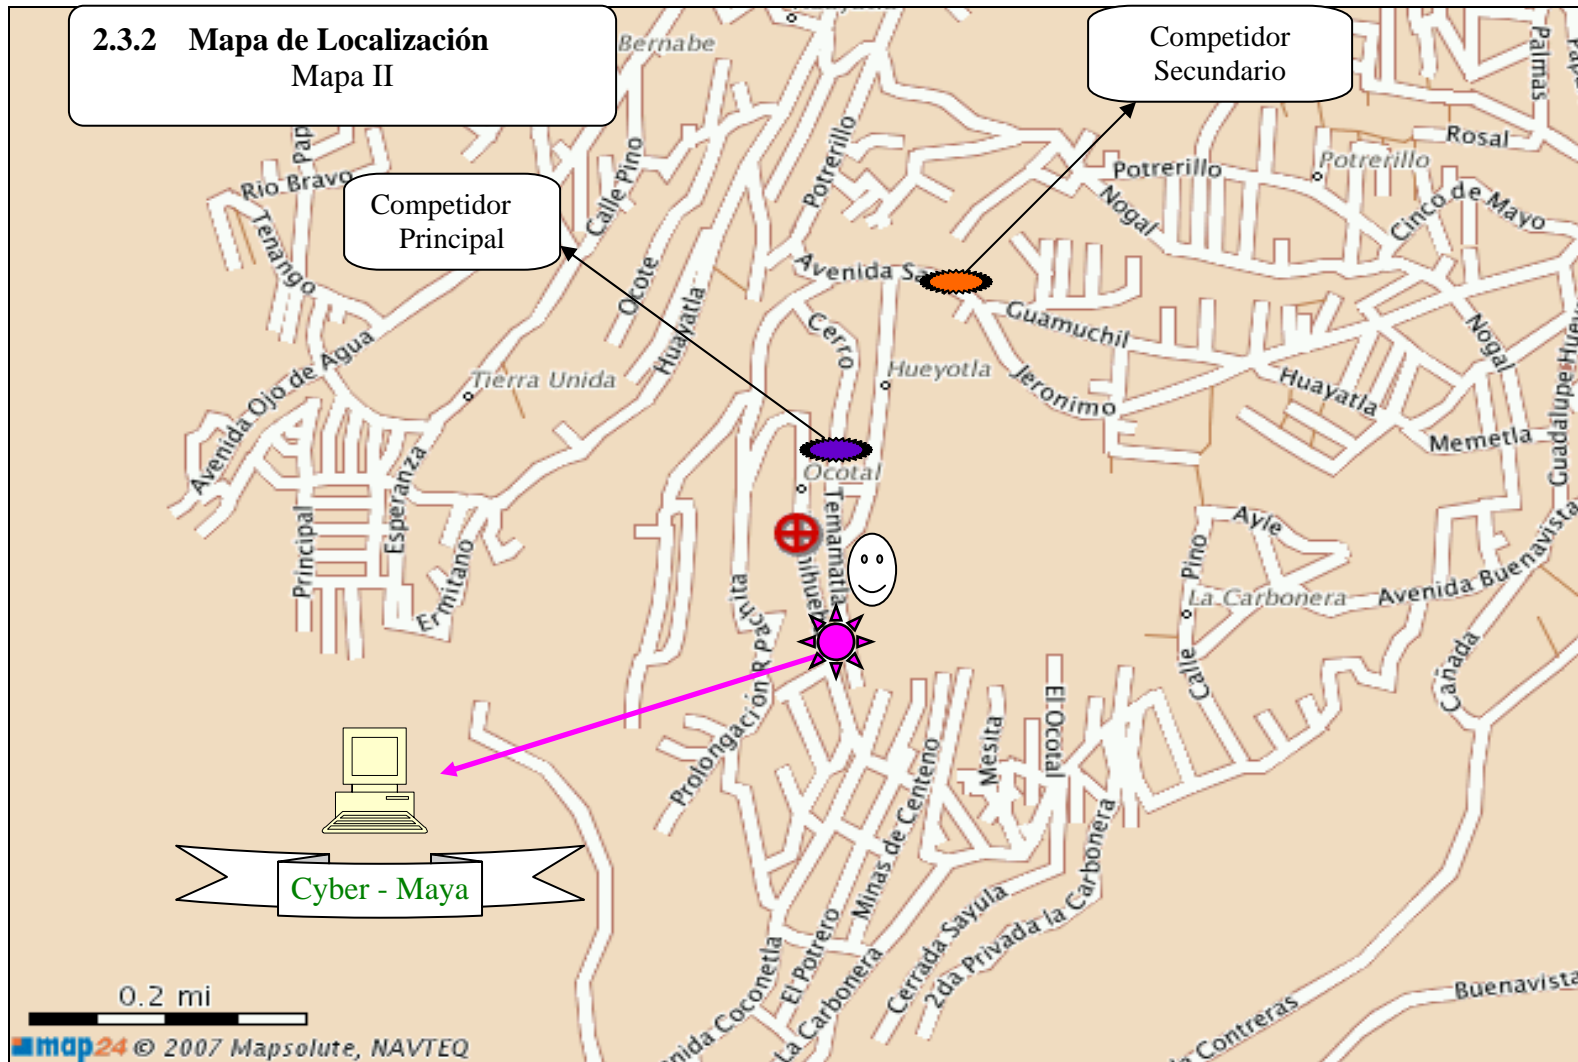 2.3.2 Mapa de Localización
Mapa II
Competidor
Secundario
Competidor
Principal
Bernabe
Palmas
Rosal
Potrerillo
Potrerillo
Potrerillo
Nogal
Cinco de Mayo
Rio Bravo
Tenango
Calle Pino
Ocote
Huayatla
Avenida
Cerro
Guamuchil
Hueyotla
Jeronimo
Huayatla
Nogal
Memetla
Guadalupe
Avenida Ojo de Agua
Tierra Unida
Esperanza
Principal
Ermitano
Ocotal
Temamatla
Pachita
Prolongación R
Ayle
Pino
Calle
La Carbonera
Avenida Buenavista
Cañada
El Ocotal
Mesita
Minas de Centeno
El Potrero
La Carbonera
Cerrada Sayula
2da Privada la Carbonera
Coconetla
Buenavista
Contreras
Cyber - Maya
0.2 mi
map24 © 2007 Mapsolute, NAVTEQ